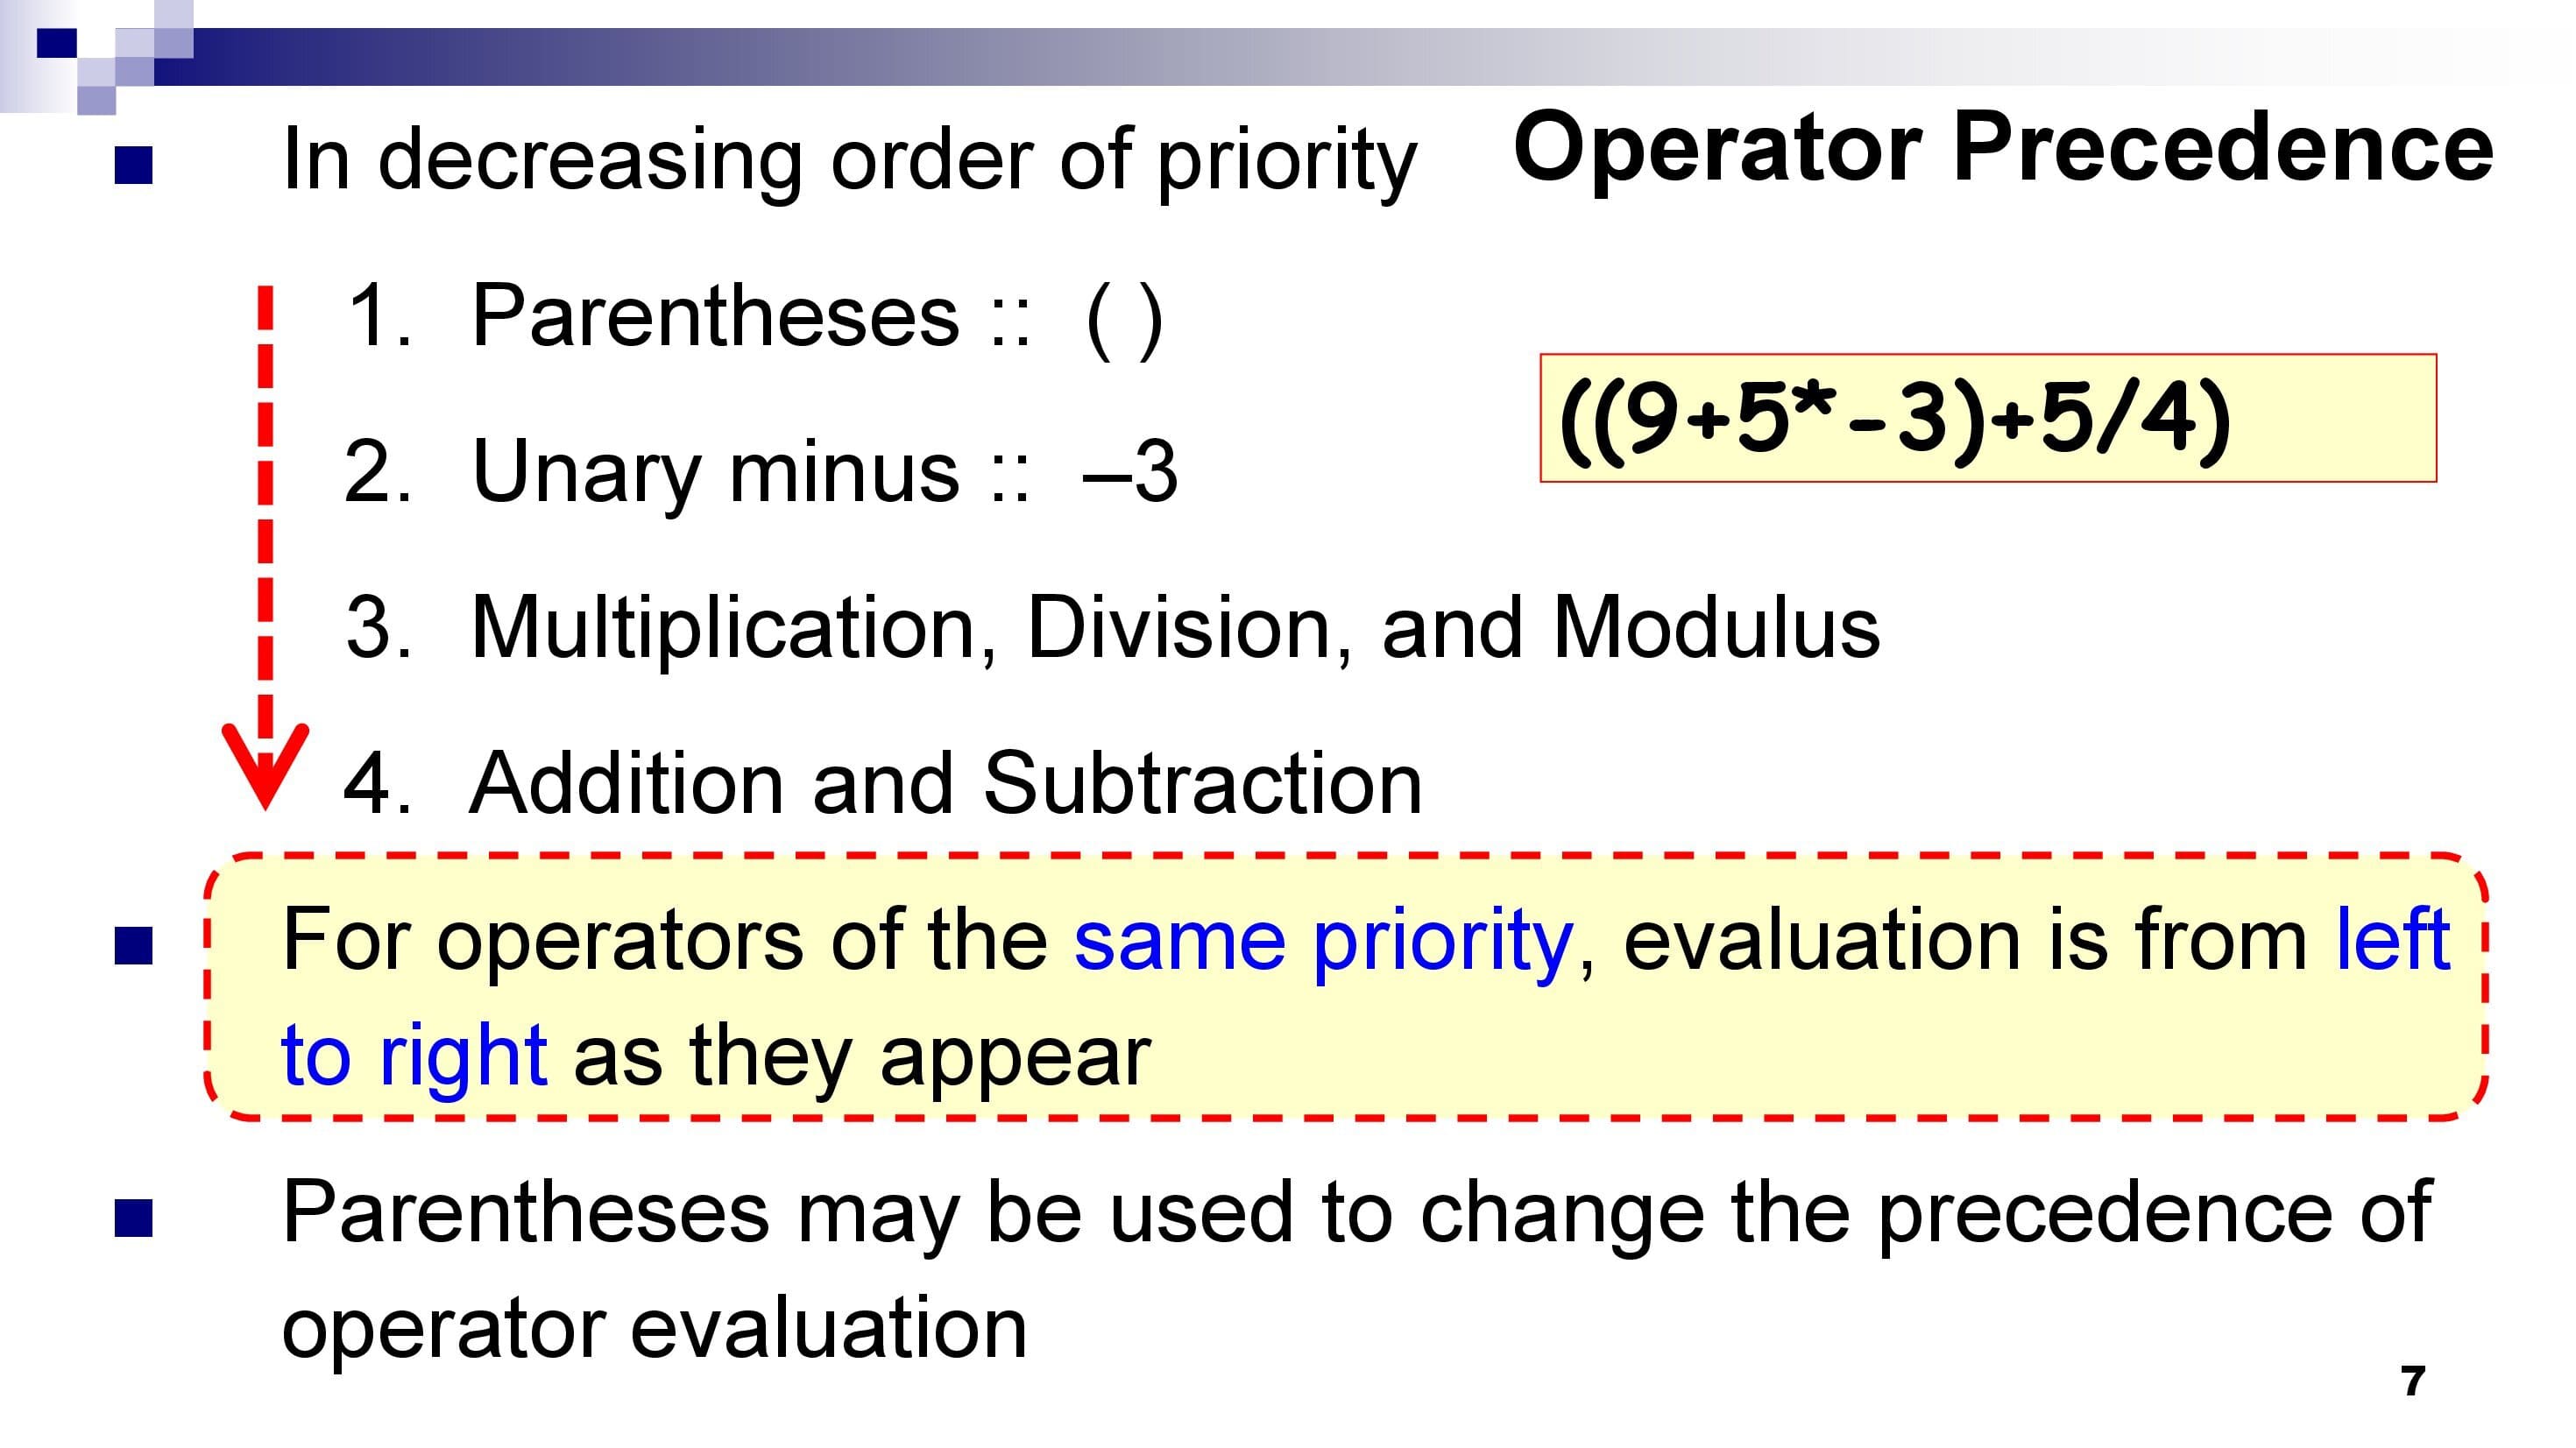 Operator Precedence
In decreasing order of priority
1. Parentheses :: ( )
2. Unary minus :: –3
((9+5*-3)+5/4)
3. Multiplication, Division, and Modulus
4. Addition and Subtraction
For operators of the same priority, evaluation is from left
to right as they appear
Parentheses may be used to change the precedence of
operator evaluation
7